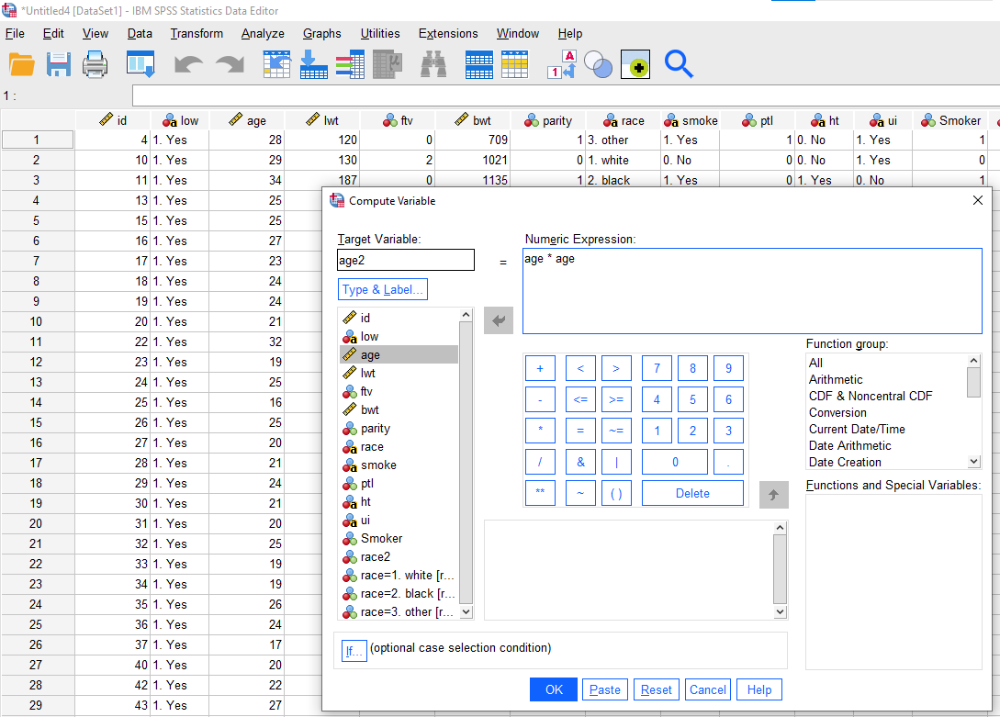 *Untitled4 [DataSet1] - IBM SPSS Statistics Data Editor
File Edit View Data Transform Analyze Graphs Utilities Extensions Window Help
1 :
id low age lwt ftv bwt parity race smoke ptl ht ui Smoker
1 4 1. Yes 28 120 0 709 1 3. other 1. Yes 1 0. No 1. Yes 1
2 10 1. Yes 29 130 2 1021 0 1. white 0. No 0 0. No 1. Yes 0
3 11 1. Yes 34 187 0 1135 1 2. black 1. Yes 0 1. Yes 0. No 1
4 13 1. Yes 25
5 15 1. Yes 25
6 16 1. Yes 27
7 17 1. Yes 23
8 18 1. Yes 24
9 19 1. Yes 24
10 20 1. Yes 21
11 22 1. Yes 32
12 23 1. Yes 19
13 24 1. Yes 25
14 25 1. Yes 16
15 26 1. Yes 25
16 27 1. Yes 20
17 28 1. Yes 21
18 29 1. Yes 24
19 30 1. Yes 21
20 31 1. Yes 20
21 32 1. Yes 25
22 33 1. Yes 19
23 34 1. Yes 19
24 35 1. Yes 26
25 36 1. Yes 24
26 37 1. Yes 17
27 40 1. Yes 20
28 42 1. Yes 22
29 43 1. Yes 27
Compute Variable
Target Variable:
age2
=
Numeric Expression:
age * age
Type & Label...
id
low
age
lwt
ftv
bwt
parity
race
smoke
ptl
ht
ui
Smoker
race2
race=1. white [r...
race=2. black [r...
race=3. other [r...
+ < > 7 8 9
- <= >= 4 5 6
* = ~= 1 2 3
/ & | 0 .
** ~ ( ) Delete
Function group:
All
Arithmetic
CDF & Noncentral CDF
Conversion
Current Date/Time
Date Arithmetic
Date Creation
Functions and Special Variables:
If... (optional case selection condition)
OK Paste Reset Cancel Help